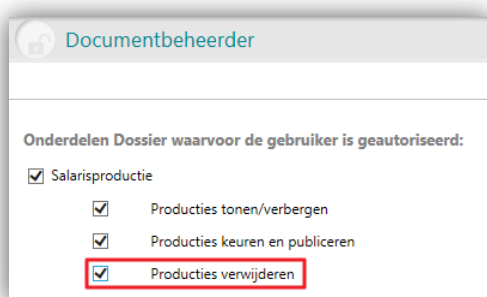 Documentbeheerder
Onderdelen Dossier waarvoor de gebruiker is geautoriseerd:
Salarisproductie
Producties tonen/verbergen
Producties keuren en publiceren
Producties verwijderen